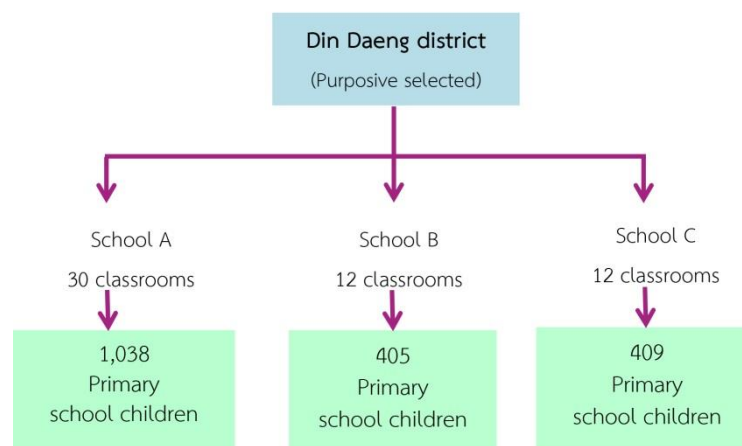 Din Daeng district
(Purposive selected)
School A
30 classrooms
1,038
Primary
school children
School B
12 classrooms
405
Primary
school children
School C
12 classrooms
409
Primary
school children